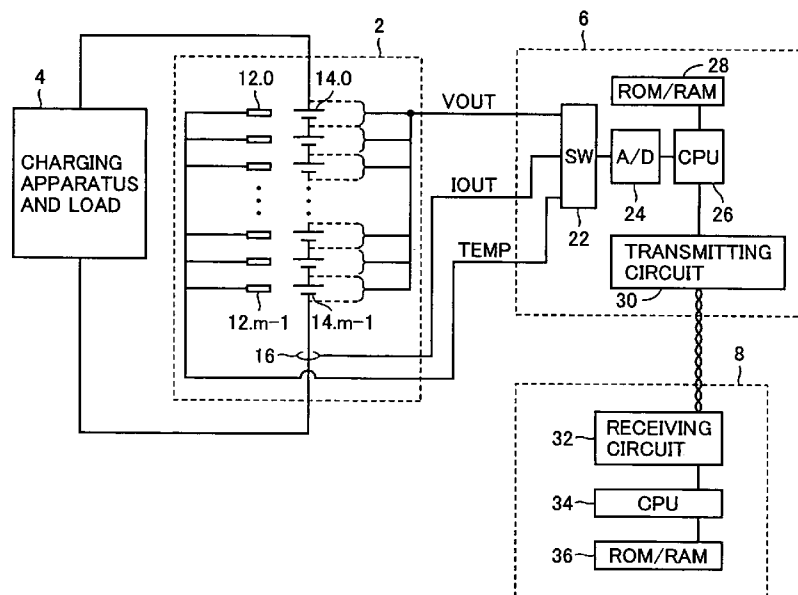 2
6
4
12.0
14.0
28
VOUT
ROM/RAM
CHARGING
APPARATUS
AND LOAD
SW
A/D
CPU
IOUT
22
24
26
TEMP
TRANSMITTING
CIRCUIT
30
12.m-1
14.m-1
16
8
32
RECEIVING
CIRCUIT
34
CPU
36
ROM/RAM